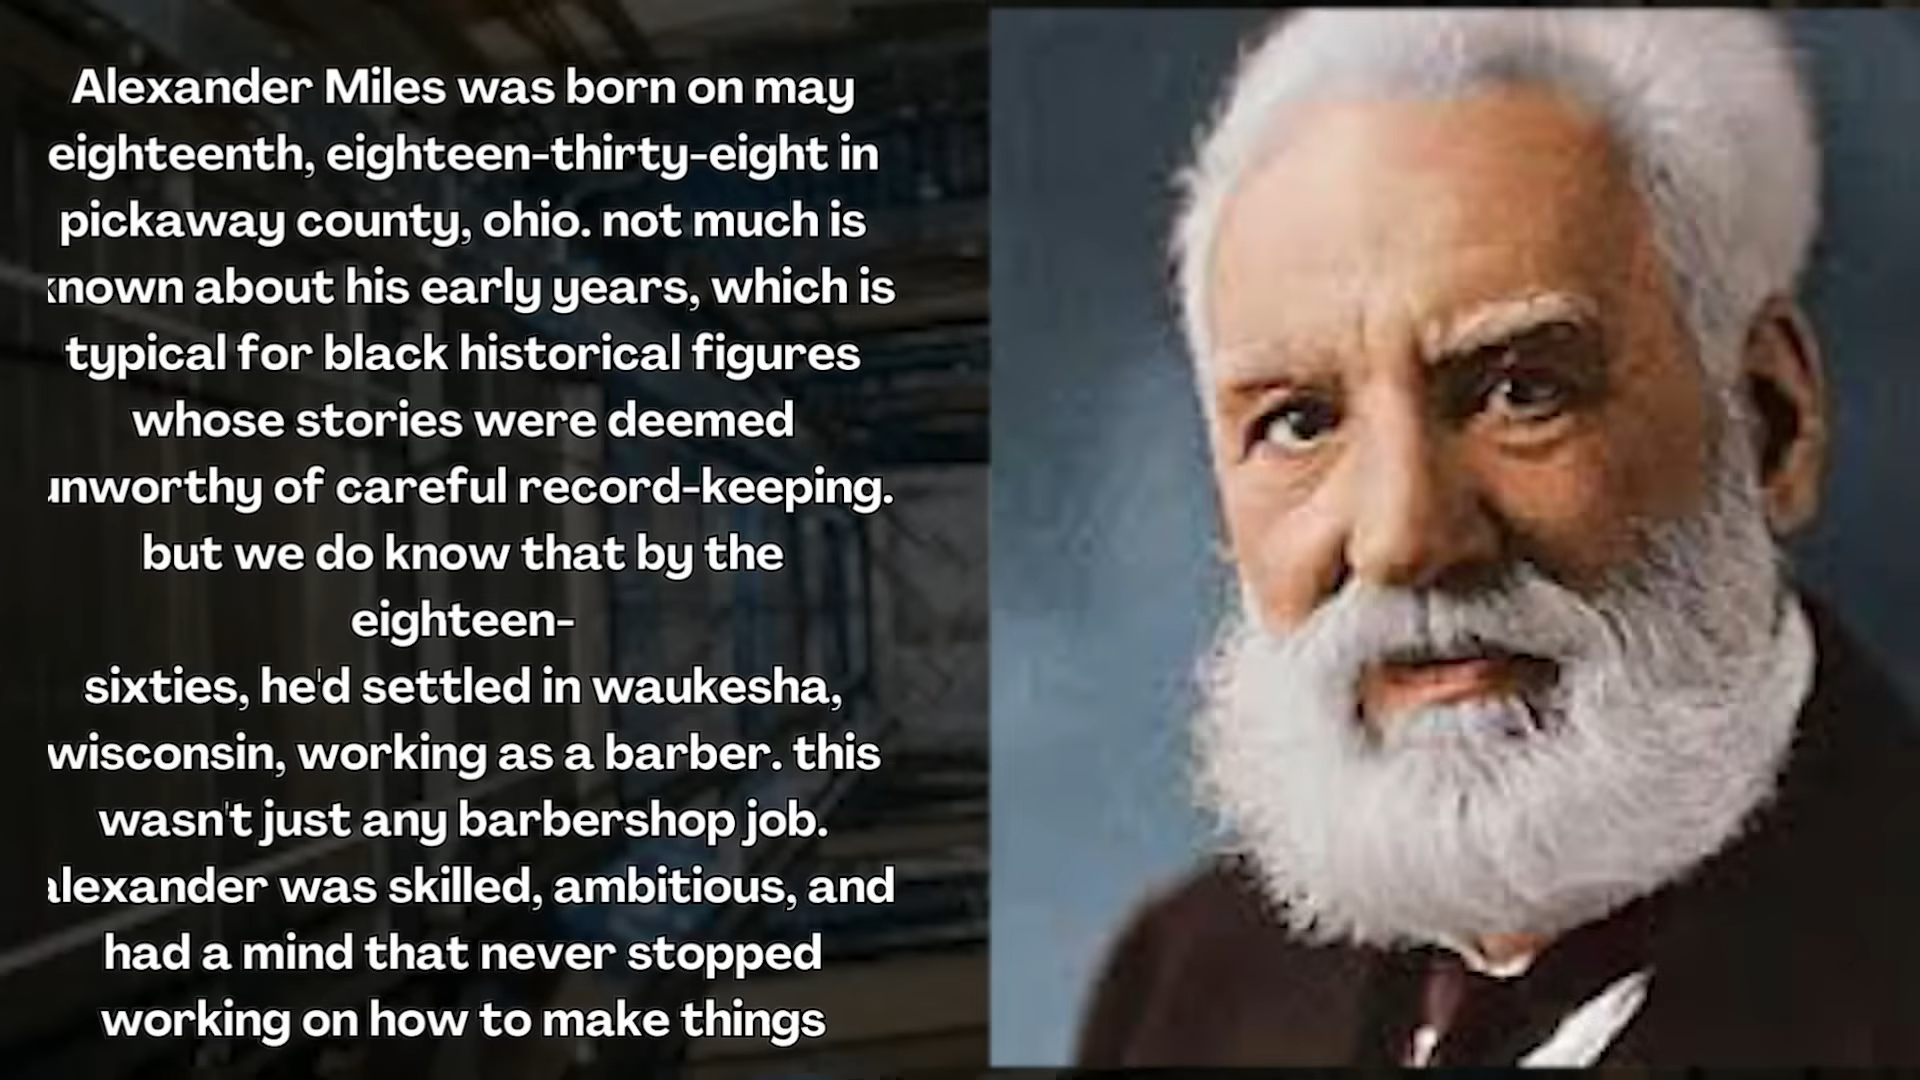 Alexander Miles was born on may
eighteenth, eighteen-thirty-eight in
pickaway county, ohio. not much is
known about his early years, which is
typical for black historical figures
whose stories were deemed
unworthy of careful record-keeping.
but we do know that by the
eighteen-
sixties, he'd settled in waukesha,
wisconsin, working as a barber. this
wasn't just any barbershop job.
alexander was skilled, ambitious, and
had a mind that never stopped
working on how to make things